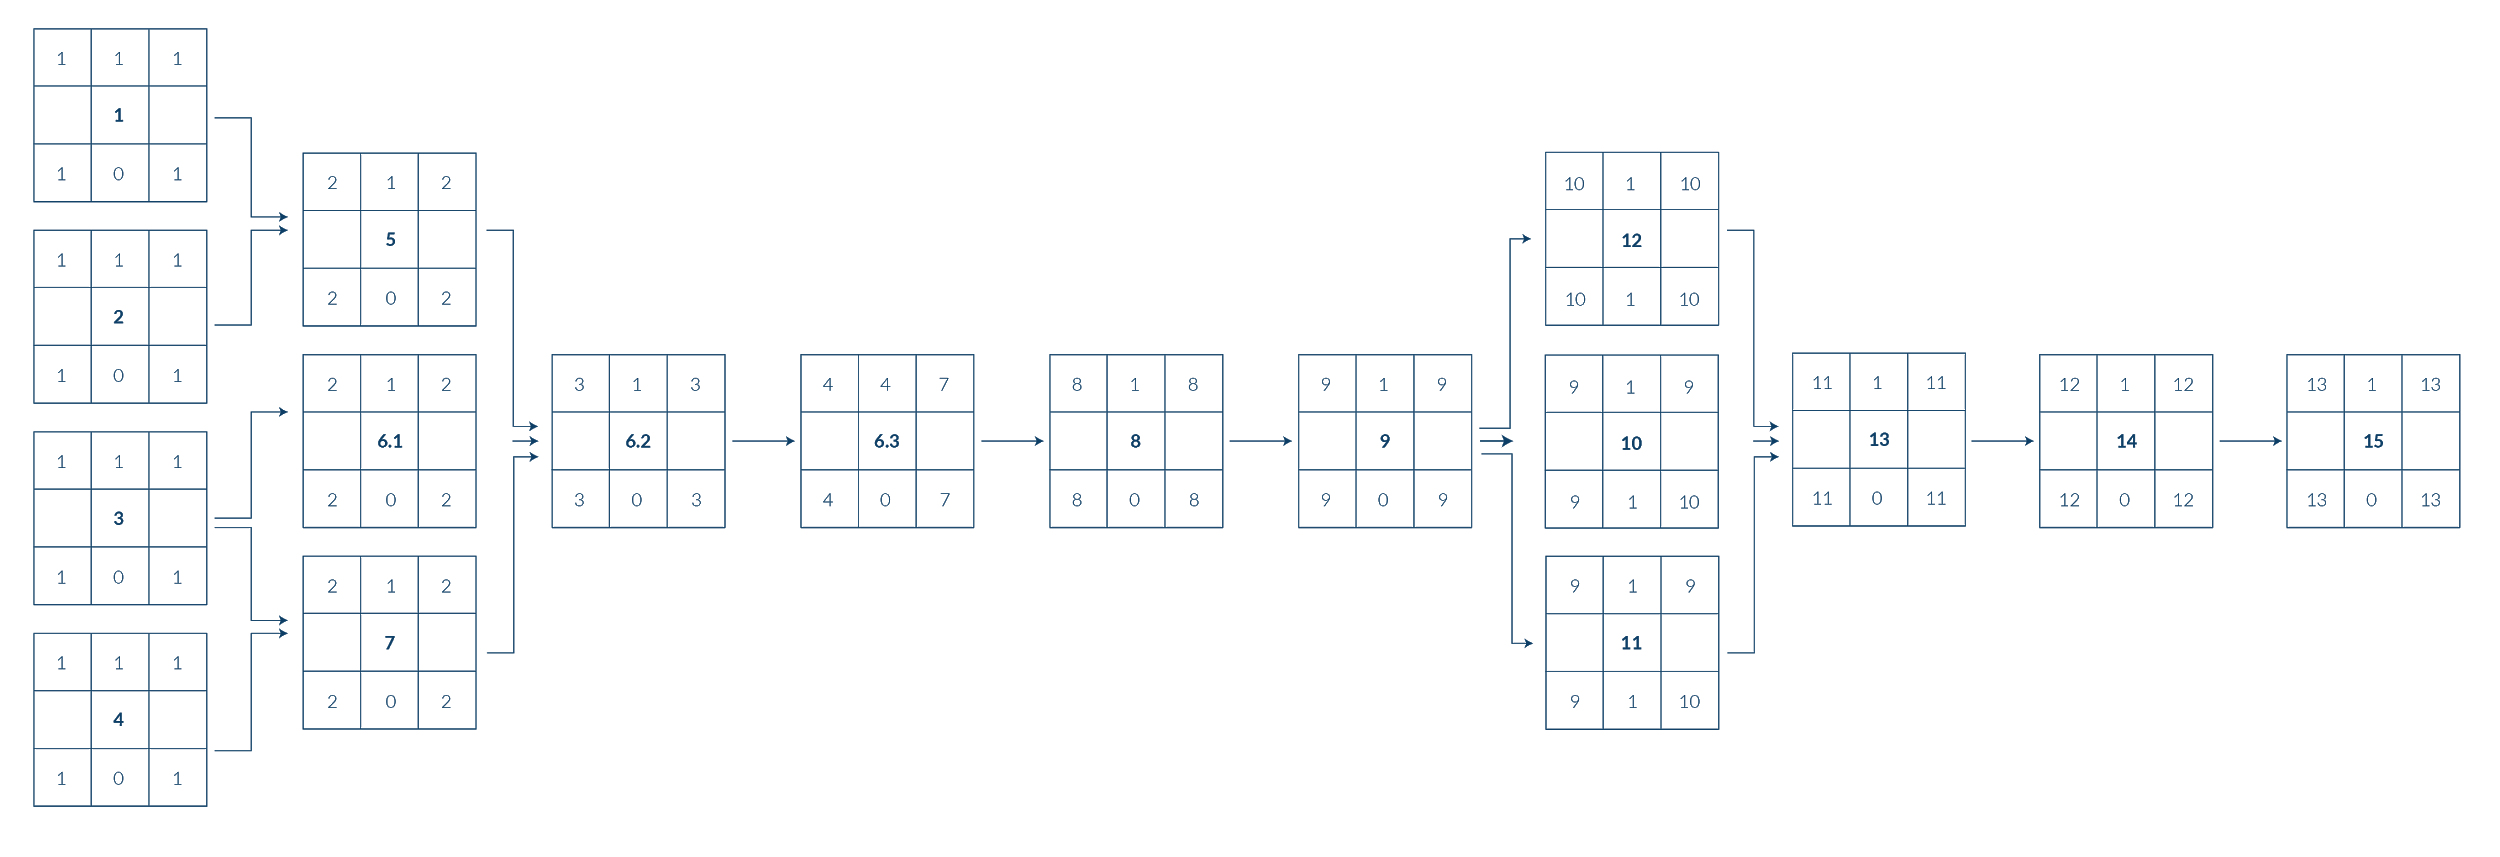 1 1 1
1
1 0 1
1 1 1
2
1 0 1
1 1 1
3
1 0 1
1 1 1
4
1 0 1
2 1 2
5
2 0 2
2 1 2
6.1
2 0 2
2 1 2
7
2 0 2
3 1 3
6.2
3 0 3
4 4 7
6.3
4 0 7
8 1 8
8
8 0 8
9 1 9
9
9 0 9
10 1 10
12
10 1 10
9 1 9
10
9 1 10
9 1 9
11
9 1 10
11 1 11
13
11 0 11
12 1 12
14
12 0 12
13 1 13
15
13 0 13